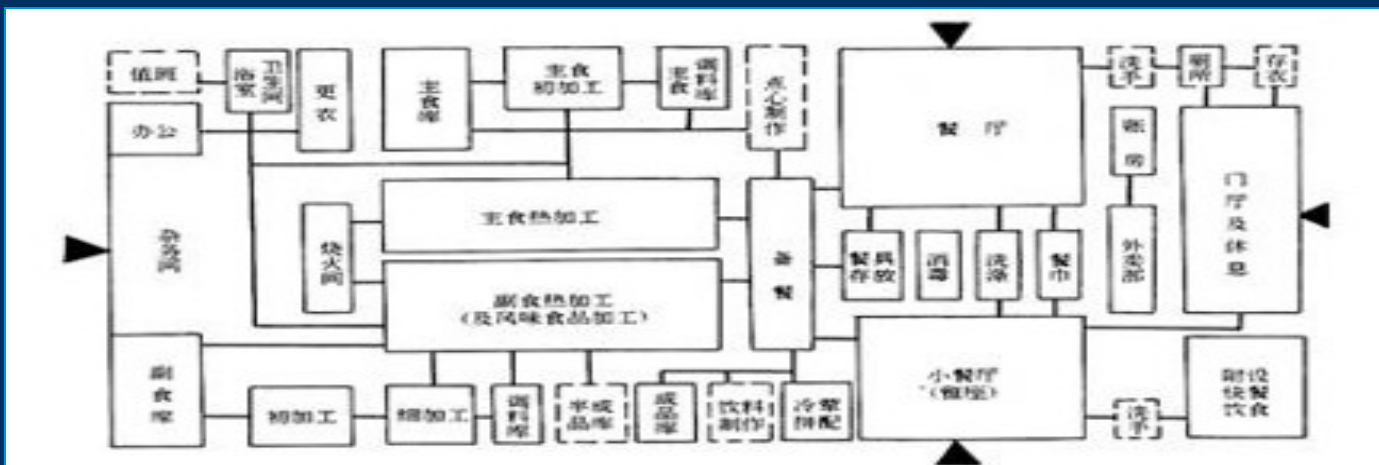 值班
浴室
卫生间
更衣
办公
杂务院
副食库
主食库
主食
初加工
主食
调料库
点心制作
主食热加工
烧火间
副食热加工
(及风味食品加工)
备餐
初加工
细加工
调料库
半成
品库
成品库
饮料
制作
冷荤
拼配
餐厅
餐具
存放
消毒
洗涤
餐巾
小餐厅
(雅座)
洗手
厕所
存衣
账房
外卖部
门厅及休息
洗手
附设
快餐
饮食